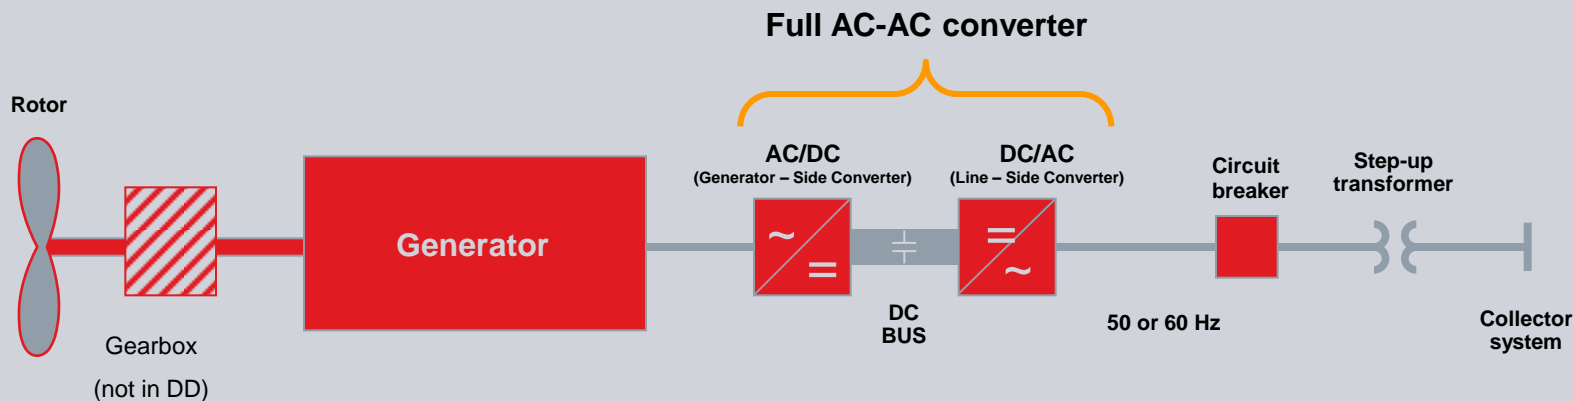 Full AC-AC converter
Rotor
AC/DC
(Generator – Side Converter)
DC/AC
(Line – Side Converter)
Circuit
breaker
Step-up
transformer
Generator
~
=
=
~
DC
BUS
50 or 60 Hz
Collector
system
Gearbox
(not in DD)